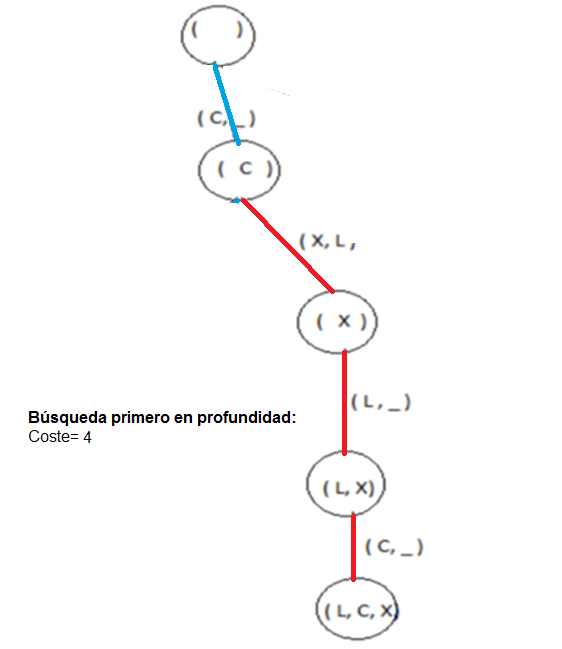 ( )
(C,_)
( C )
(X,L,
( X )
(L,_)
Búsqueda primero en profundidad:
Coste= 4
(L,X)
(C,_)
(L, C, X)